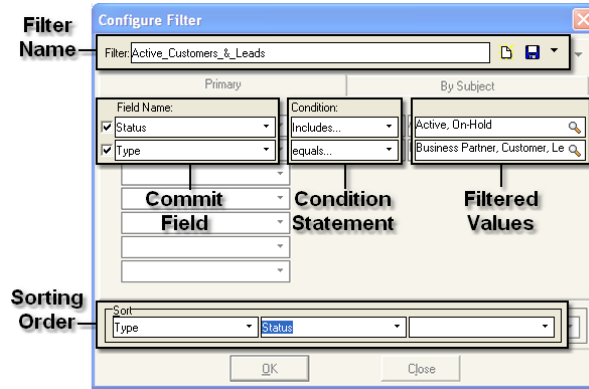 Configure Filter
Filter Name
Filter: Active_Customers_&_Leads
Primary By Subject
Field Name: Condition:
Status Includes... Active, On-Hold
Type equals... Business Partner, Customer, Le
Commit Field Condition Statement Filtered Values
Sorting Order
Sort
Type Status
OK Close